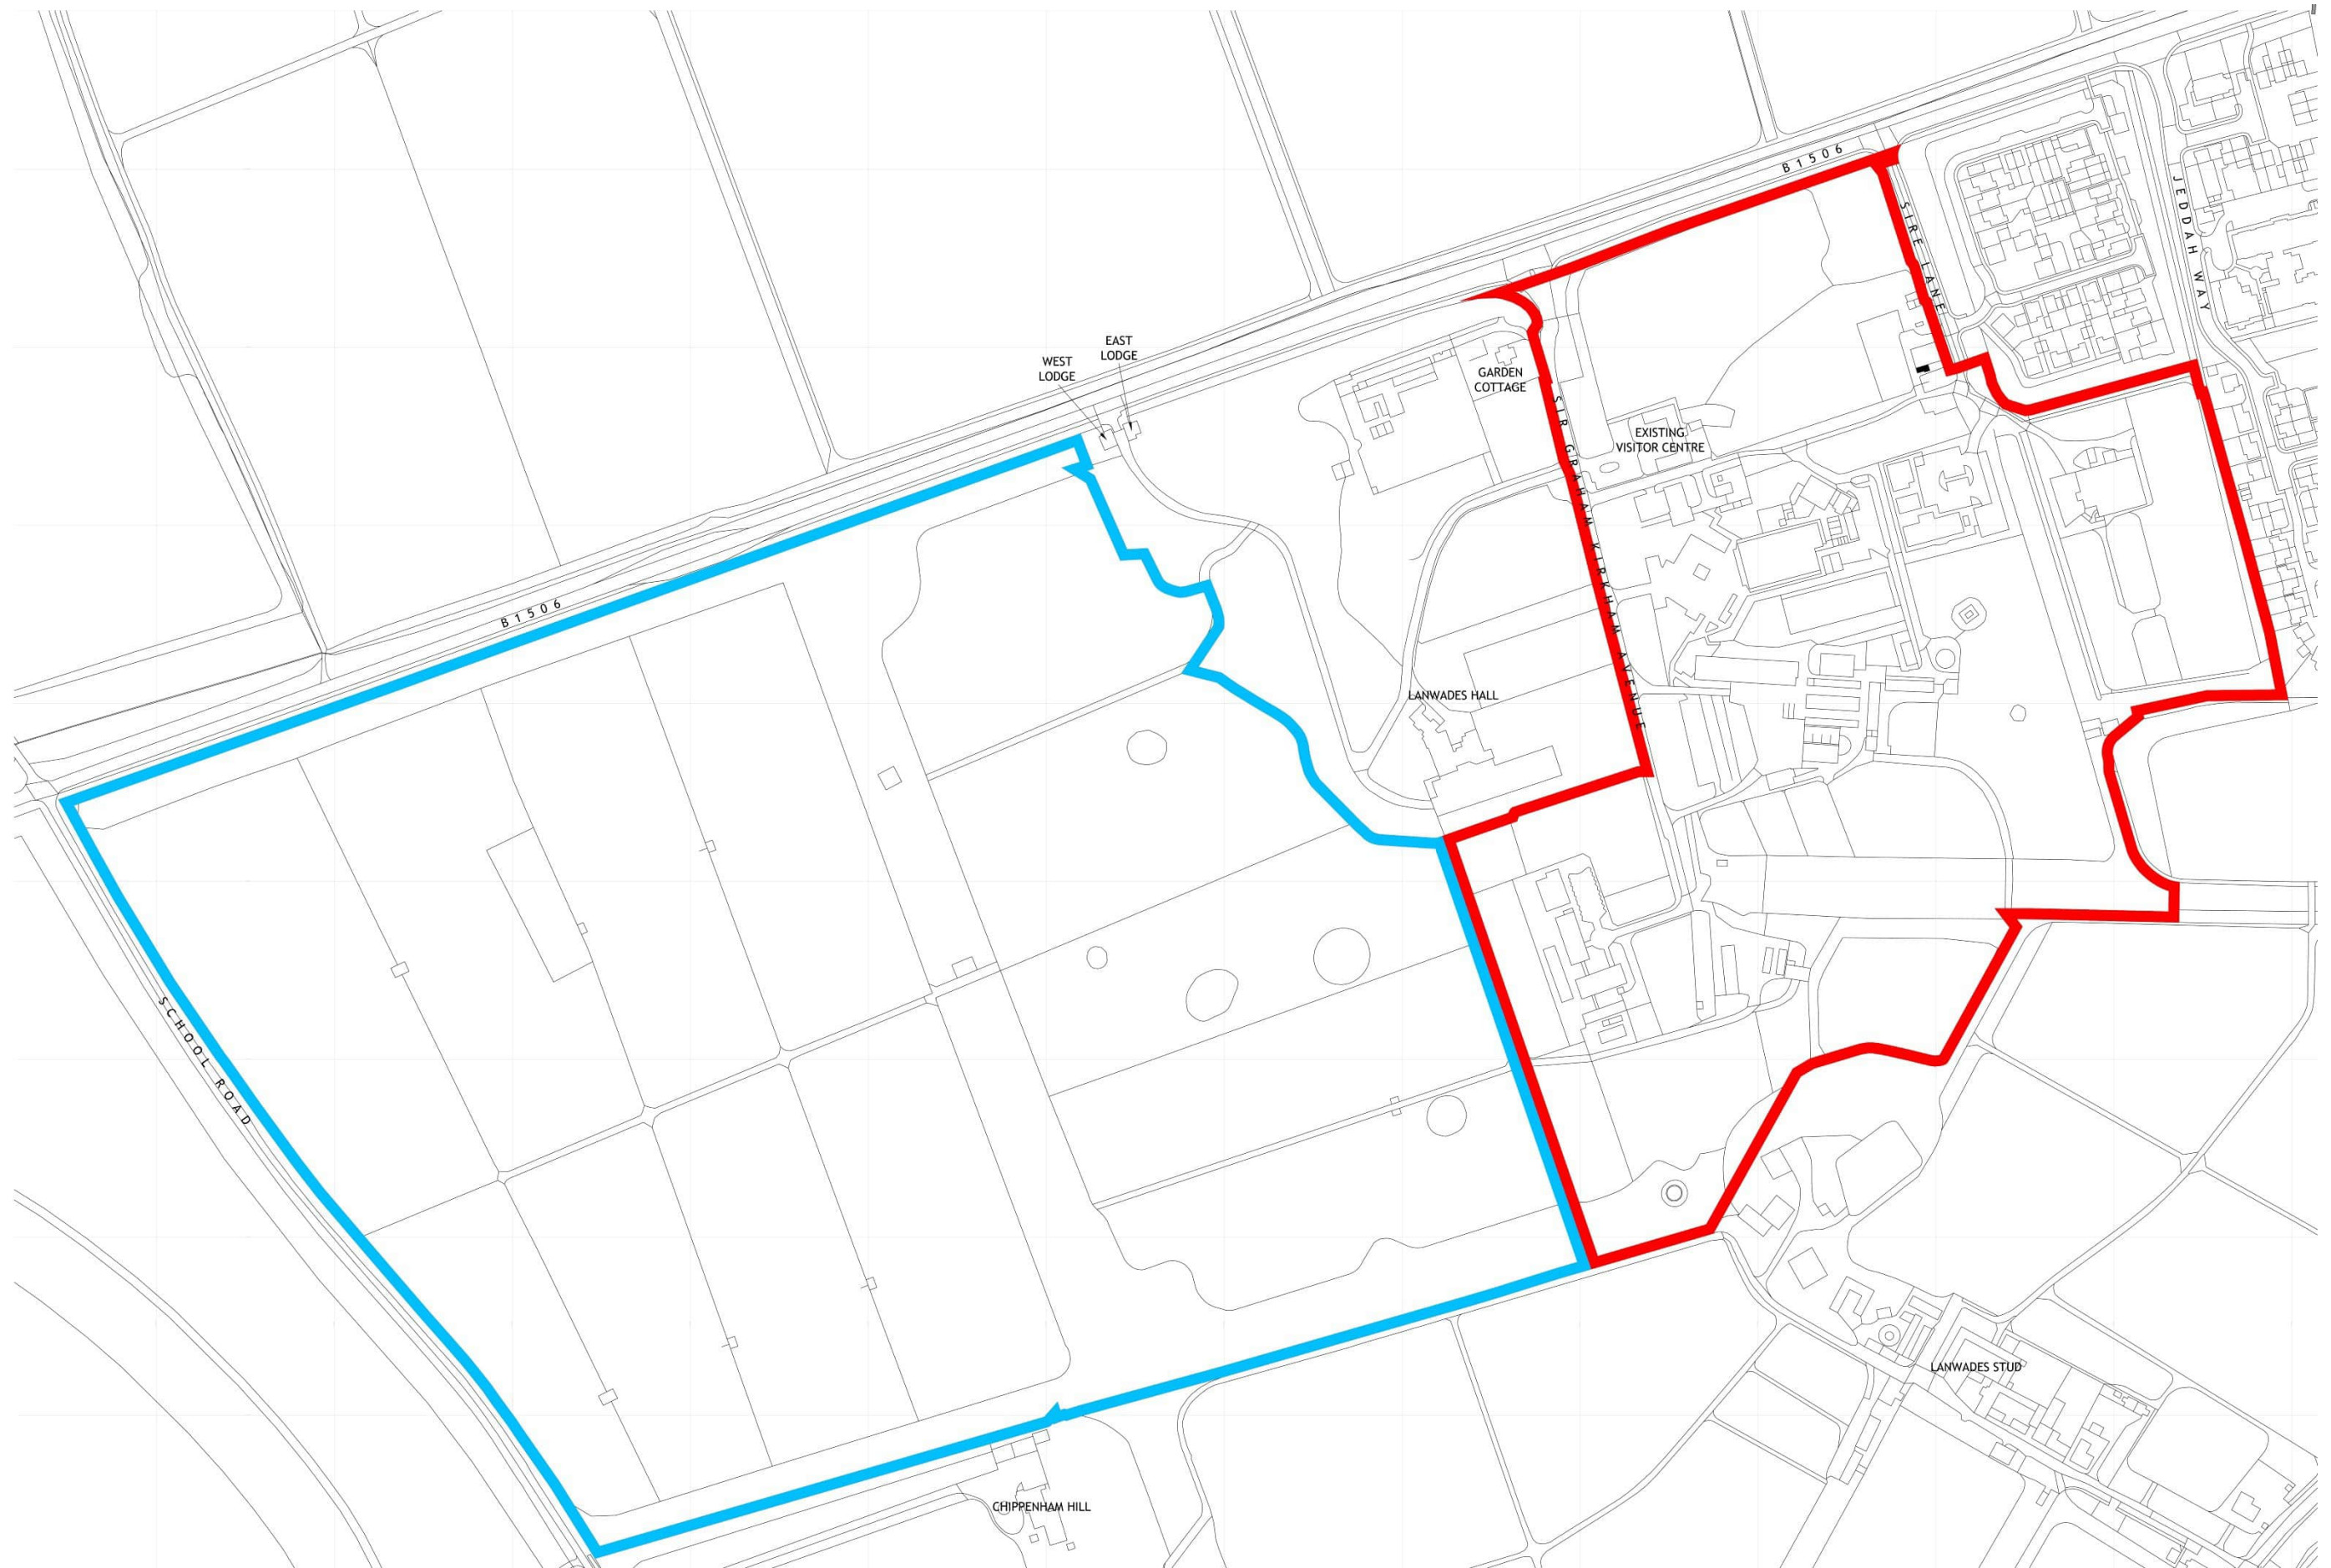 B1506
SIRE LANE
JEDDAH WAY
EAST
LODGE
WEST
LODGE
GARDEN
COTTAGE
SIR GRAHAM KIRKHAM AVENUE
EXISTING
VISITOR CENTRE
B1506
LANWADES HALL
SCHOOL ROAD
LANWADES STUD
CHIPPENHAM HILL